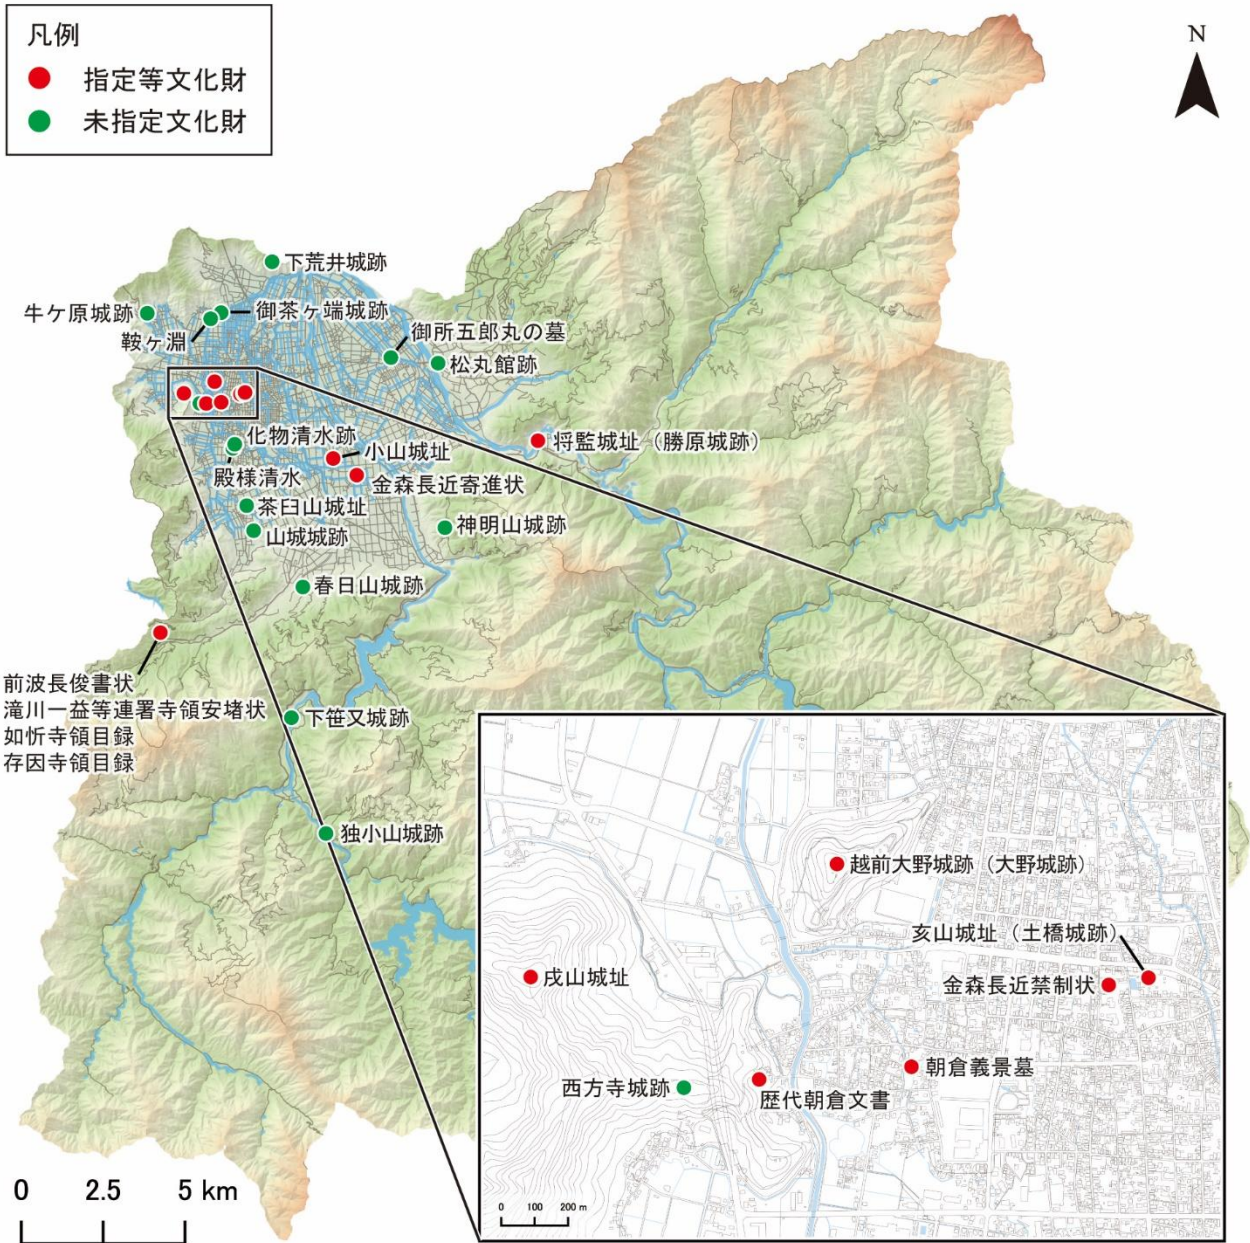 凡例
指定等文化財
未指定文化財
N
下荒井城跡
牛ケ原城跡
御茶ヶ端城跡
鞍ヶ淵
御所五郎丸の墓
松丸館跡
化物清水跡
小山城址
将監城址（勝原城跡）
殿様清水
金森長近寄進状
茶臼山城址
神明山城跡
山城城跡
春日山城跡
前波長俊書状
滝川一益等連署寺領安堵状
如忻寺領目録
存因寺領目録
下笹又城跡
独小山城跡
越前大野城跡（大野城跡）
亥山城址（土橋城跡）
戌山城址
金森長近禁制状
朝倉義景墓
西方寺城跡
歴代朝倉文書
0 100 200 m
0 2.5 5 km